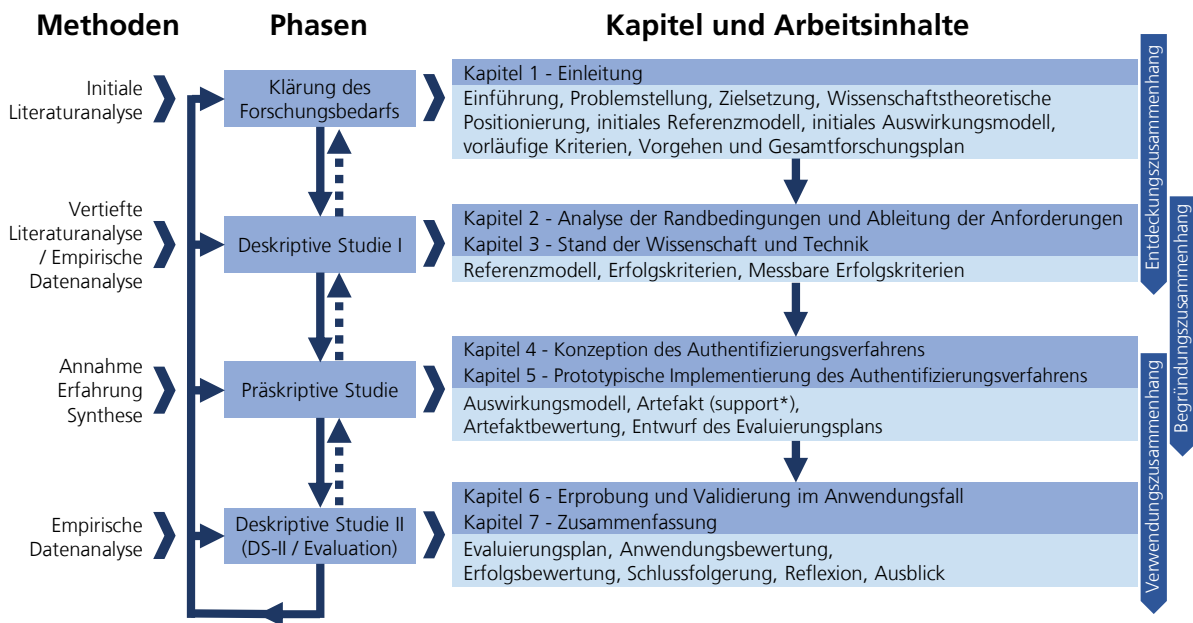 Methoden
Phasen
Kapitel und Arbeitsinhalte
Initiale
Literaturanalyse
Klärung des
Forschungsbedarfs
Kapitel 1 - Einleitung
Einführung, Problemstellung, Zielsetzung, Wissenschaftstheoretische
Positionierung, initiales Referenzmodell, initiales Auswirkungsmodell,
vorläufige Kriterien, Vorgehen und Gesamtforschungsplan
Vertiefte
Literaturanalyse
/ Empirische
Datenanalyse
Deskriptive Studie I
Kapitel 2 - Analyse der Randbedingungen und Ableitung der Anforderungen
Kapitel 3 - Stand der Wissenschaft und Technik
Referenzmodell, Erfolgskriterien, Messbare Erfolgskriterien
Annahme
Erfahrung
Synthese
Präskriptive Studie
Kapitel 4 - Konzeption des Authentifizierungsverfahrens
Kapitel 5 - Prototypische Implementierung des Authentifizierungsverfahrens
Auswirkungsmodell, Artefakt (support*),
Artefaktbewertung, Entwurf des Evaluierungsplans
Empirische
Datenanalyse
Deskriptive Studie II
(DS-II / Evaluation)
Kapitel 6 - Erprobung und Validierung im Anwendungsfall
Kapitel 7 - Zusammenfassung
Evaluierungsplan, Anwendungsbewertung,
Erfolgsbewertung, Schlussfolgerung, Reflexion, Ausblick
Entdeckungszusammenhang
Begründungszusammenhang
Verwendungszusammenhang